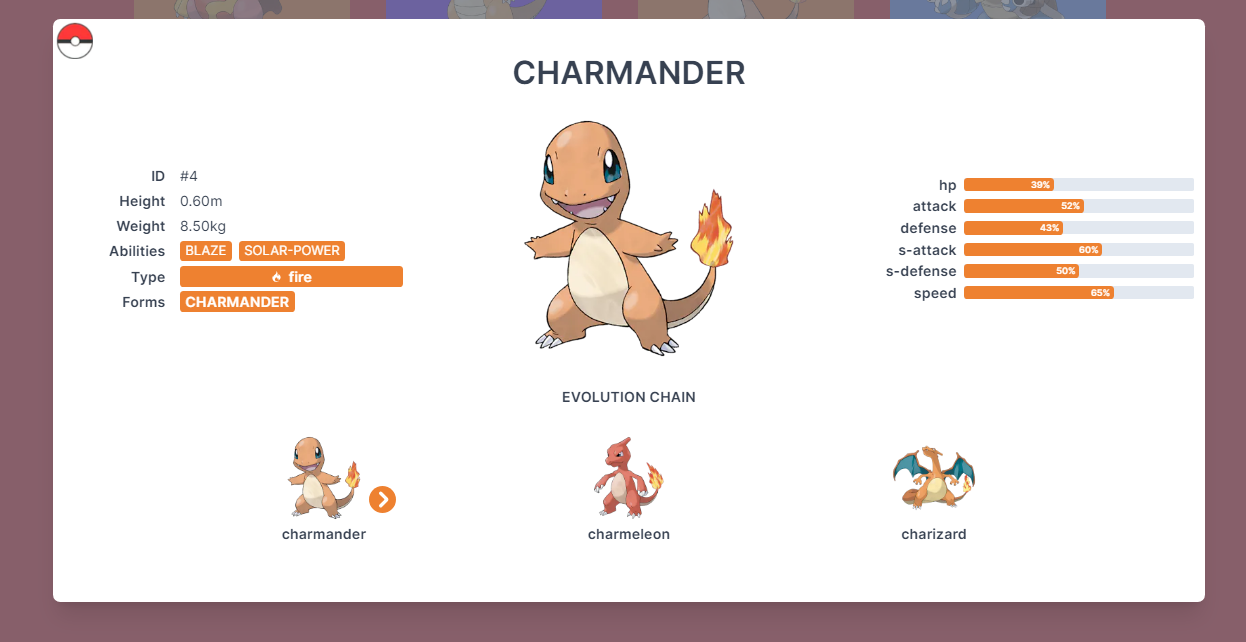 CHARMANDER
ID #4
Height 0.60m
Weight 8.50kg
Abilities BLAZE SOLAR-POWER
Type fire
Forms CHARMANDER
hp 39%
attack 52%
defense 43%
s-attack 60%
s-defense 50%
speed 65%
EVOLUTION CHAIN
charmander charmeleon charizard